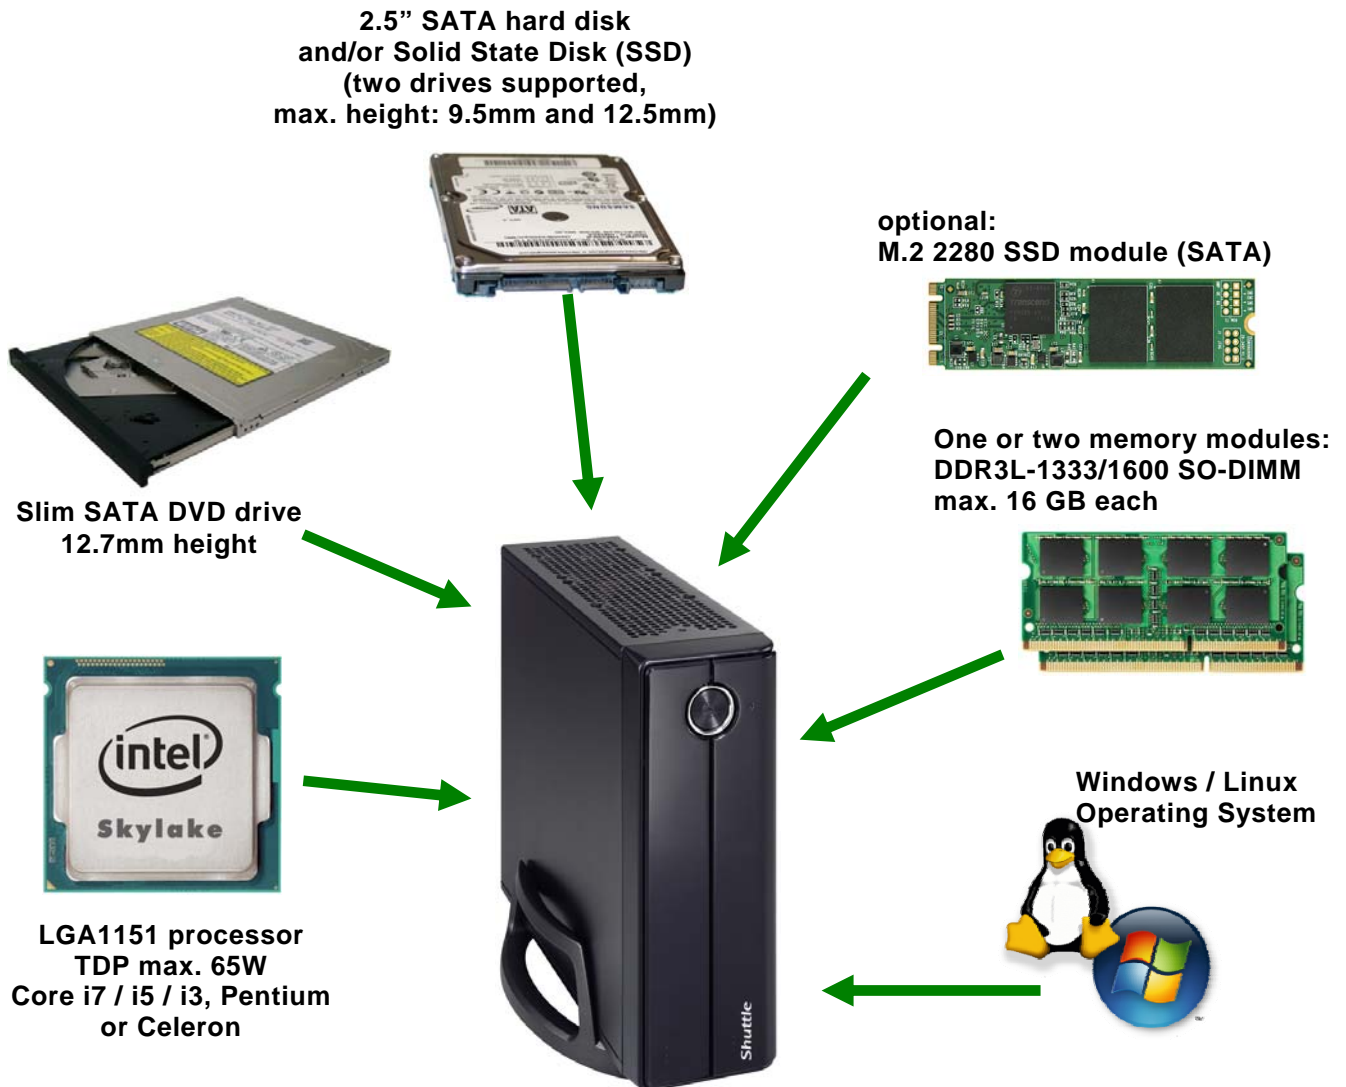 2.5” SATA hard disk
and/or Solid State Disk (SSD)
(two drives supported,
max. height: 9.5mm and 12.5mm)
SATA
SAMSUNG
optional:
M.2 2280 SSD module (SATA)
Transcend
One or two memory modules:
DDR3L-1333/1600 SO-DIMM
max. 16 GB each
Slim SATA DVD drive
12.7mm height
intel
Skylake
LGA1151 processor
TDP max. 65W
Core i7 / i5 / i3, Pentium
or Celeron
Windows / Linux
Operating System
Shuttle